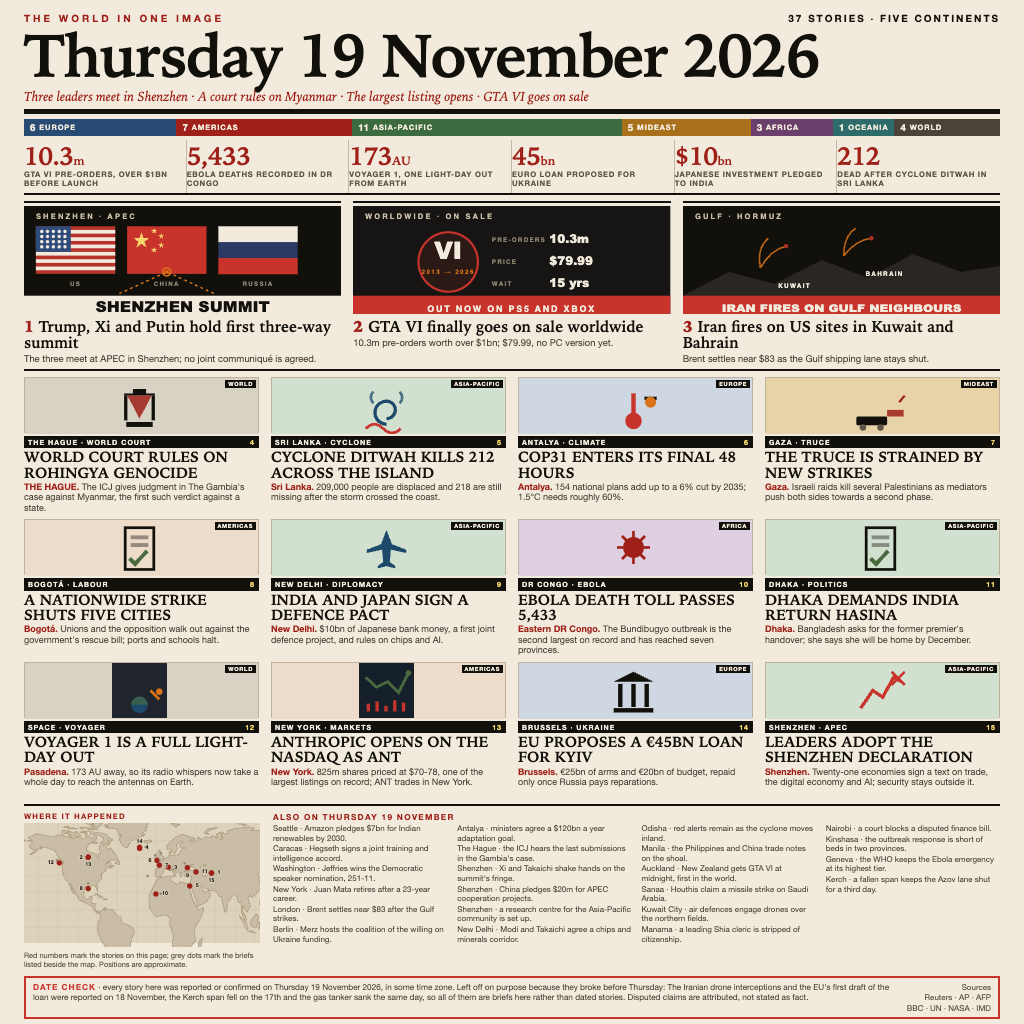 THE WORLD IN ONE IMAGE
37 STORIES · FIVE CONTINENTS
Thursday 19 November 2026
Three leaders meet in Shenzhen · A court rules on Myanmar · The largest listing opens · GTA VI goes on sale
6 EUROPE
7 AMERICAS
11 ASIA-PACIFIC
5 MIDEAST
3 AFRICA
1 OCEANIA
4 WORLD
10.3m
GTA VI PRE-ORDERS, OVER $1BN
BEFORE LAUNCH
5,433
EBOLA DEATHS RECORDED IN DR
CONGO
173AU
VOYAGER 1, ONE LIGHT-DAY OUT
FROM EARTH
45bn
EURO LOAN PROPOSED FOR
UKRAINE
$10bn
JAPANESE INVESTMENT PLEDGED
TO INDIA
212
DEAD AFTER CYCLONE DITWAH IN
SRI LANKA
SHENZHEN · APEC
US
CHINA
RUSSIA
SHENZHEN SUMMIT
1 Trump, Xi and Putin hold first three-way
summit
The three meet at APEC in Shenzhen; no joint communiqué is agreed.
WORLDWIDE · ON SALE
VI
2013 → 2026
PRE-ORDERS 10.3m
PRICE $79.99
WAIT 15 yrs
OUT NOW ON PS5 AND XBOX
2 GTA VI finally goes on sale worldwide
10.3m pre-orders worth over $1bn; $79.99, no PC version yet.
GULF · HORMUZ
KUWAIT
BAHRAIN
IRAN FIRES ON GULF NEIGHBOURS
3 Iran fires on US sites in Kuwait and
Bahrain
Brent settles near $83 as the Gulf shipping lane stays shut.
WORLD
THE HAGUE · WORLD COURT 4
WORLD COURT RULES ON
ROHINGYA GENOCIDE
THE HAGUE. The ICJ gives judgment in The Gambia's
case against Myanmar, the first such verdict against a
state.
ASIA-PACIFIC
SRI LANKA · CYCLONE 5
CYCLONE DITWAH KILLS 212
ACROSS THE ISLAND
Sri Lanka. 209,000 people are displaced and 218 are still
missing after the storm crossed the coast.
EUROPE
ANTALYA · CLIMATE 6
COP31 ENTERS ITS FINAL 48
HOURS
Antalya. 154 national plans add up to a 6% cut by 2035;
1.5°C needs roughly 60%.
MIDEAST
GAZA · TRUCE 7
THE TRUCE IS STRAINED BY
NEW STRIKES
Gaza. Israeli raids kill several Palestinians as mediators
push both sides towards a second phase.
AMERICAS
BOGOTÁ · LABOUR 8
A NATIONWIDE STRIKE
SHUTS FIVE CITIES
Bogotá. Unions and the opposition walk out against the
government's rescue bill; ports and schools halt.
ASIA-PACIFIC
NEW DELHI · DIPLOMACY 9
INDIA AND JAPAN SIGN A
DEFENCE PACT
New Delhi. $10bn of Japanese bank money, a first joint
defence project, and rules on chips and AI.
AFRICA
DR CONGO · EBOLA 10
EBOLA DEATH TOLL PASSES
5,433
Eastern DR Congo. The Bundibugyo outbreak is the
second largest on record and has reached seven
provinces.
ASIA-PACIFIC
DHAKA · POLITICS 11
DHAKA DEMANDS INDIA
RETURN HASINA
Dhaka. Bangladesh asks for the former premier's
handover; she says she will be home by December.
WORLD
SPACE · VOYAGER 12
VOYAGER 1 IS A FULL LIGHT-
DAY OUT
Pasadena. 173 AU away, so its radio whispers now take a
whole day to reach the antennas on Earth.
AMERICAS
NEW YORK · MARKETS 13
ANTHROPIC OPENS ON THE
NASDAQ AS ANT
New York. 825m shares priced at $70-78, one of the
largest listings on record; ANT trades in New York.
EUROPE
BRUSSELS · UKRAINE 14
EU PROPOSES A €45BN LOAN
FOR KYIV
Brussels. €25bn of arms and €20bn of budget, repaid
only once Russia pays reparations.
ASIA-PACIFIC
SHENZHEN · APEC 15
LEADERS ADOPT THE
SHENZHEN DECLARATION
Shenzhen. Twenty-one economies sign a text on trade,
the digital economy and AI; security stays outside it.
WHERE IT HAPPENED
Red numbers mark the stories on this page; grey dots mark the briefs
listed beside the map. Positions are approximate.
ALSO ON THURSDAY 19 NOVEMBER
Seattle · Amazon pledges $7bn for Indian
renewables by 2030.
Caracas · Hegseth signs a joint training and
intelligence accord.
Washington · Jeffries wins the Democratic
speaker nomination, 251-11.
New York · Juan Mata retires after a 23-year
career.
London · Brent settles near $83 after the Gulf
strikes.
Berlin · Merz hosts the coalition of the willing on
Ukraine funding.
Antalya · ministers agree a $120bn a year
adaptation goal.
The Hague · the ICJ hears the last submissions
in the Gambia's case.
Shenzhen · Xi and Takaichi shake hands on the
summit's fringe.
Shenzhen · China pledges $20m for APEC
cooperation projects.
Shenzhen · a research centre for the Asia-Pacific
community is set up.
New Delhi · Modi and Takaichi agree a chips and
minerals corridor.
Odisha · red alerts remain as the cyclone moves
inland.
Manila · the Philippines and China trade notes
on the shoal.
Auckland · New Zealand gets GTA VI at
midnight, first in the world.
Sanaa · Houthis claim a missile strike on Saudi
Arabia.
Kuwait City · air defences engage drones over
the northern fields.
Manama · a leading Shia cleric is stripped of
citizenship.
Nairobi · a court blocks a disputed finance bill.
Kinshasa · the outbreak response is short of
beds in two provinces.
Geneva · the WHO keeps the Ebola emergency
at its highest tier.
Kerch · a fallen span keeps the Azov lane shut
for a third day.
DATE CHECK · every story here was reported or confirmed on Thursday 19 November 2026, in some time zone. Left off on purpose because they broke before Thursday: The Iranian drone interceptions and the EU's first draft of the
loan were reported on 18 November, the Kerch span fell on the 17th and the gas tanker sank the same day, so all of them are briefs here rather than dated stories. Disputed claims are attributed, not stated as fact.
Sources
Reuters · AP · AFP
BBC · UN · NASA · IMD